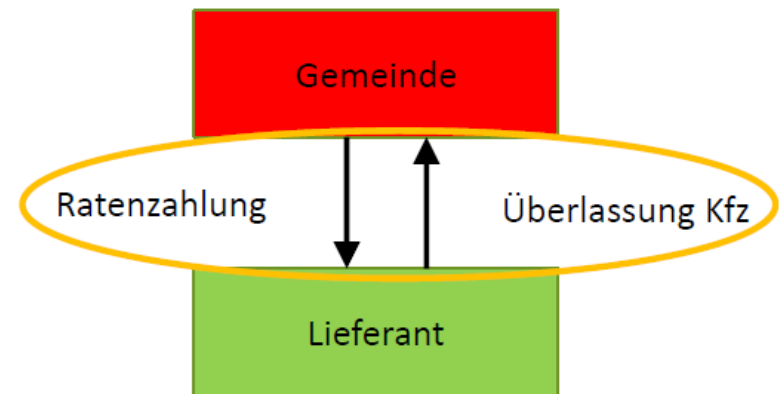 Gemeinde
Ratenzahlung
Überlassung Kfz
Lieferant